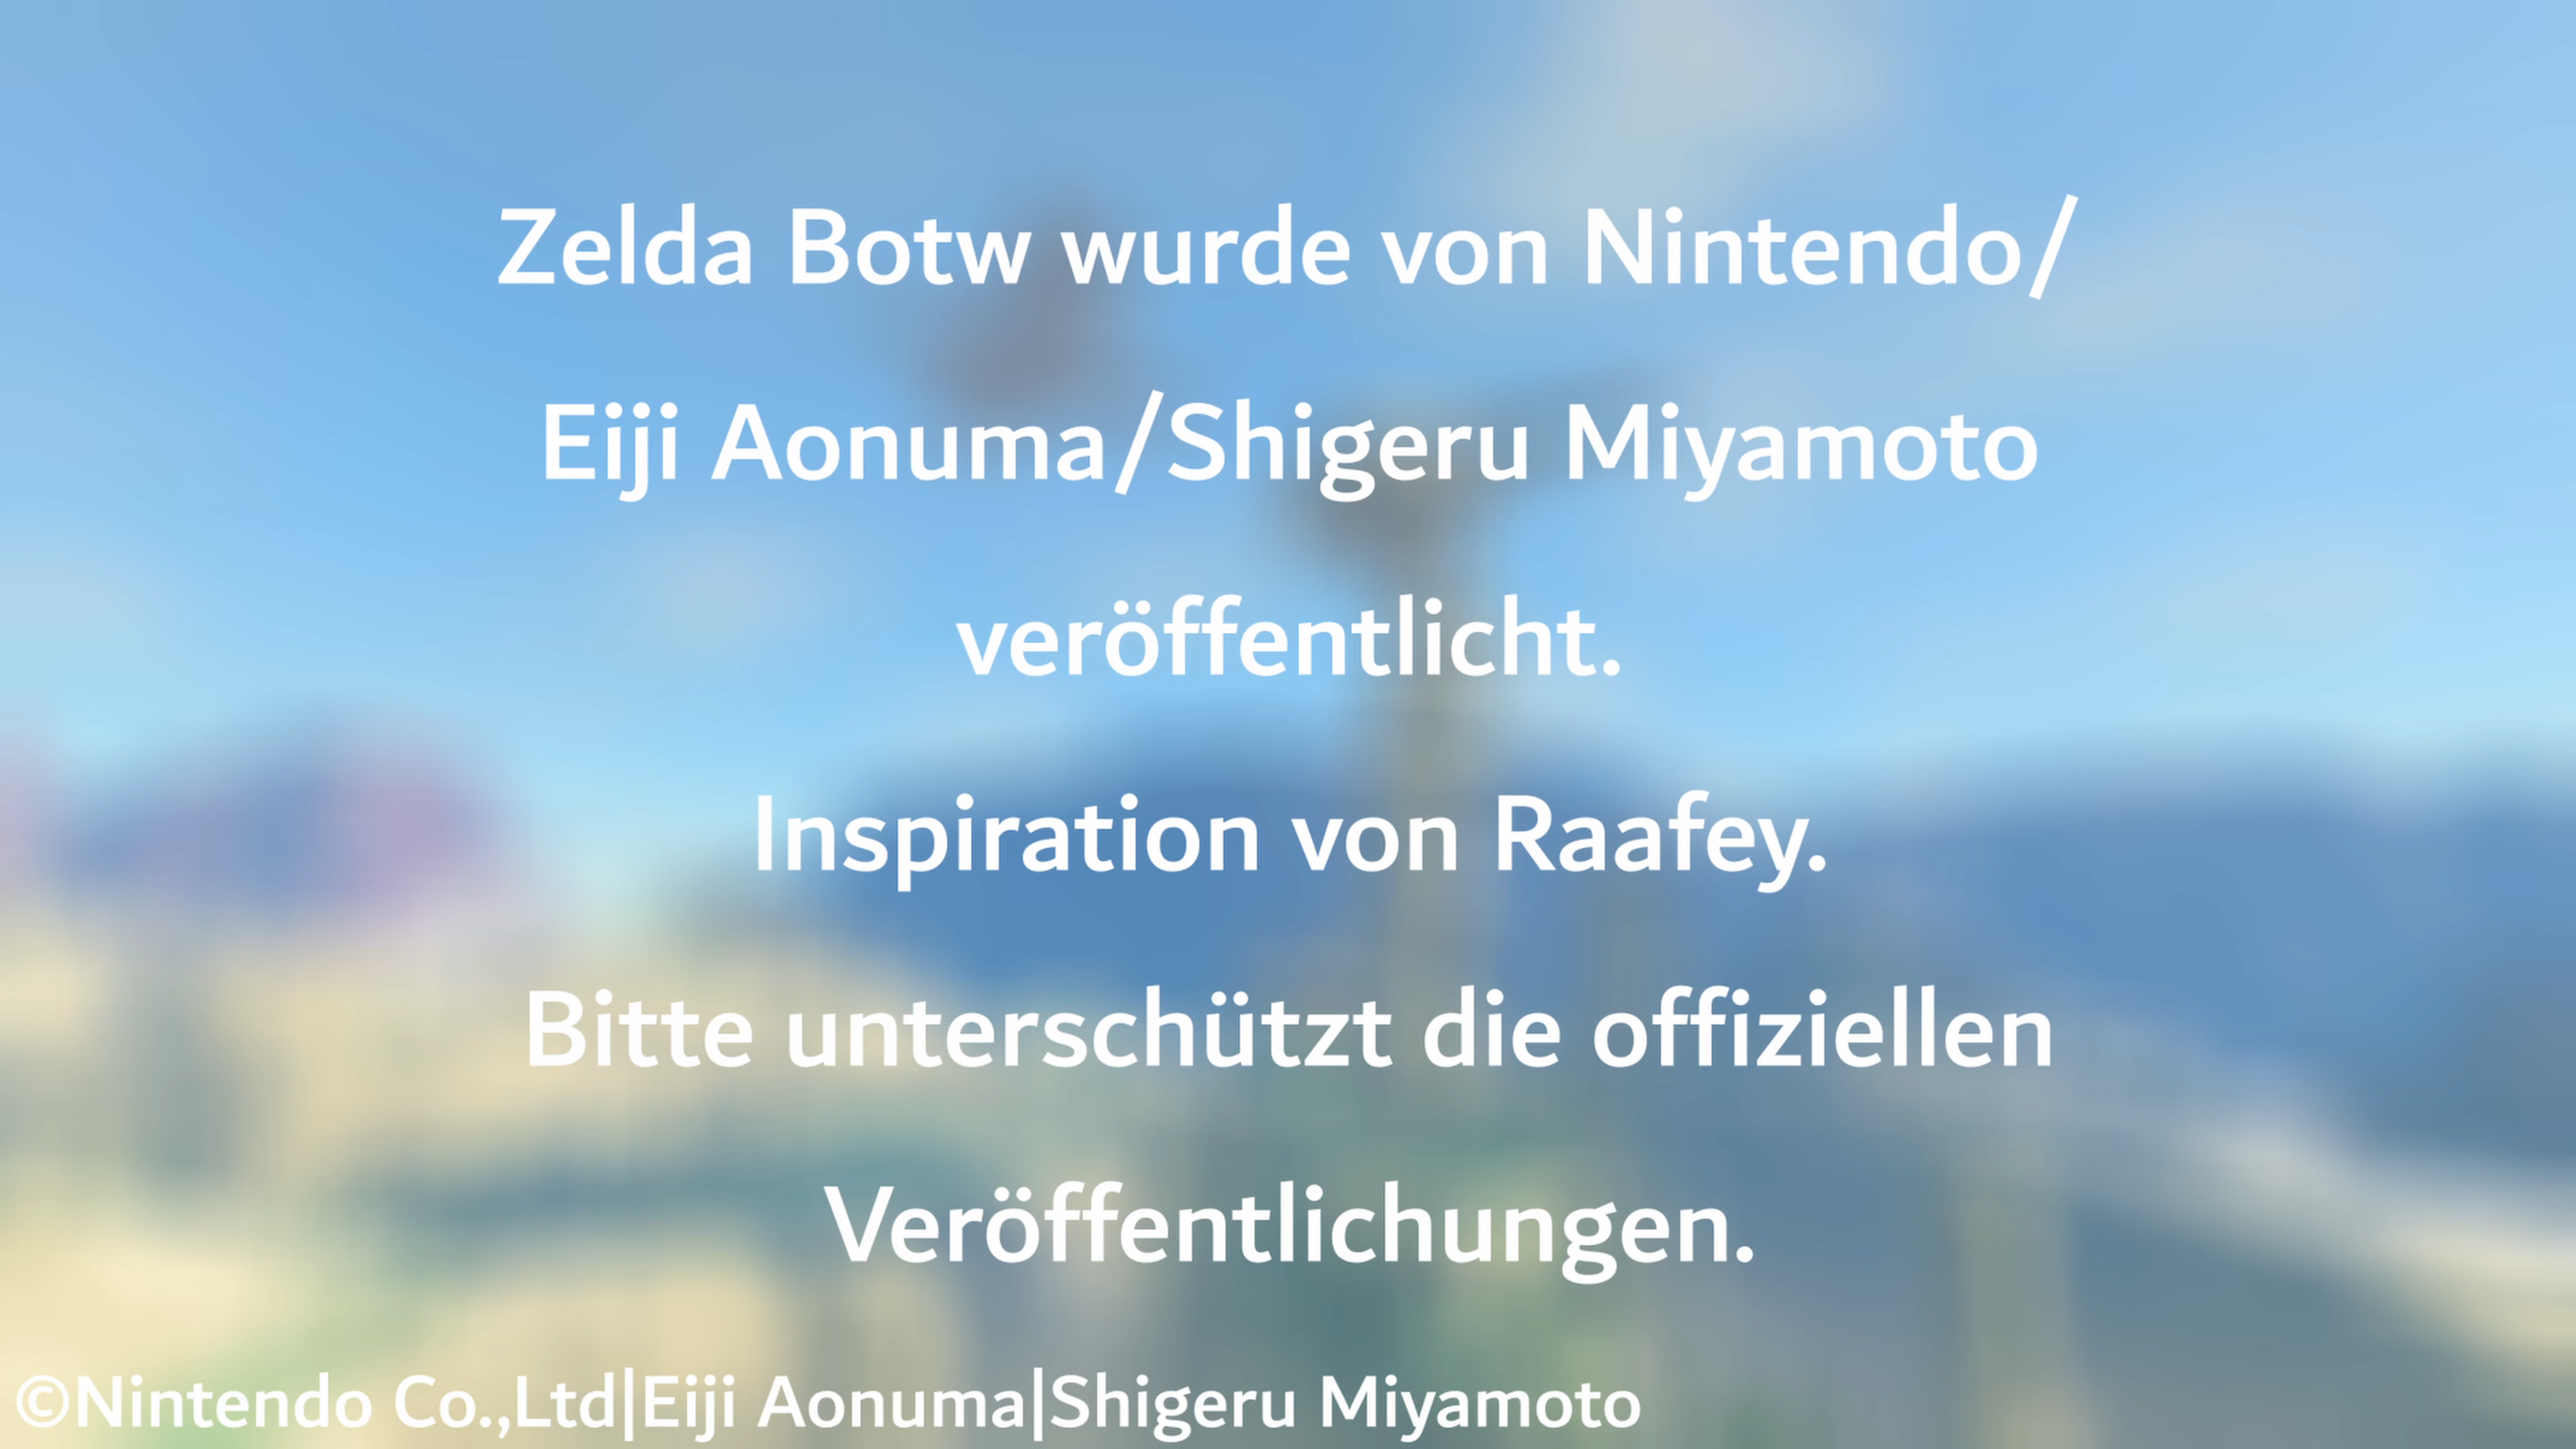 Zelda Botw wurde von Nintendo/
Eiji Aonuma/Shigeru Miyamoto
veröffentlicht.
Inspiration von Raafey.
Bitte unterschützt die offiziellen
Veröffentlichungen.
©Nintendo Co.,Ltd|Eiji Aonuma|Shigeru Miyamoto